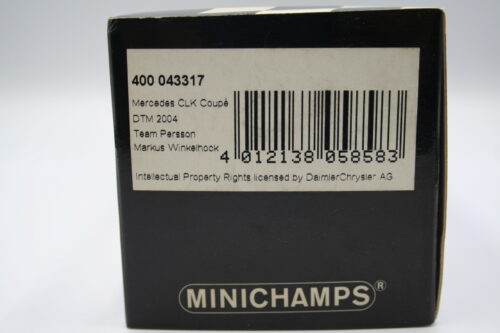 400 043317
Mercedes CLK Coupé
DTM 2004
Team Persson
Markus Winkelhock
4 012138 058583
Intellectual Property Rights licensed by DaimlerChrysler AG
MINICHAMPS®